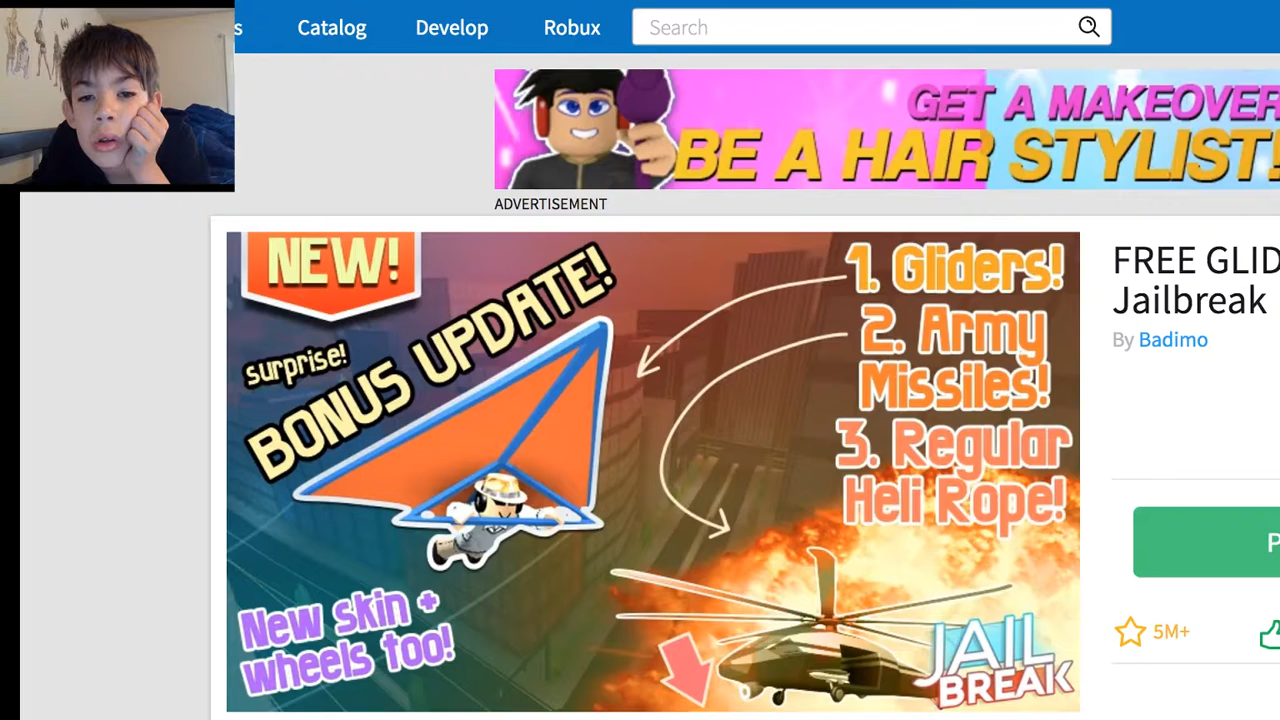 s Catalog Develop Robux Search
GET A MAKEOVER
BE A HAIR STYLIST!
ADVERTISEMENT
NEW!
surprise!
BONUS UPDATE!
1. Gliders!
2. Army
Missiles!
3. Regular
Heli Rope!
New skin +
wheels too!
JAIL
BREAK
FREE GLID
Jailbreak
By Badimo
P
5M+